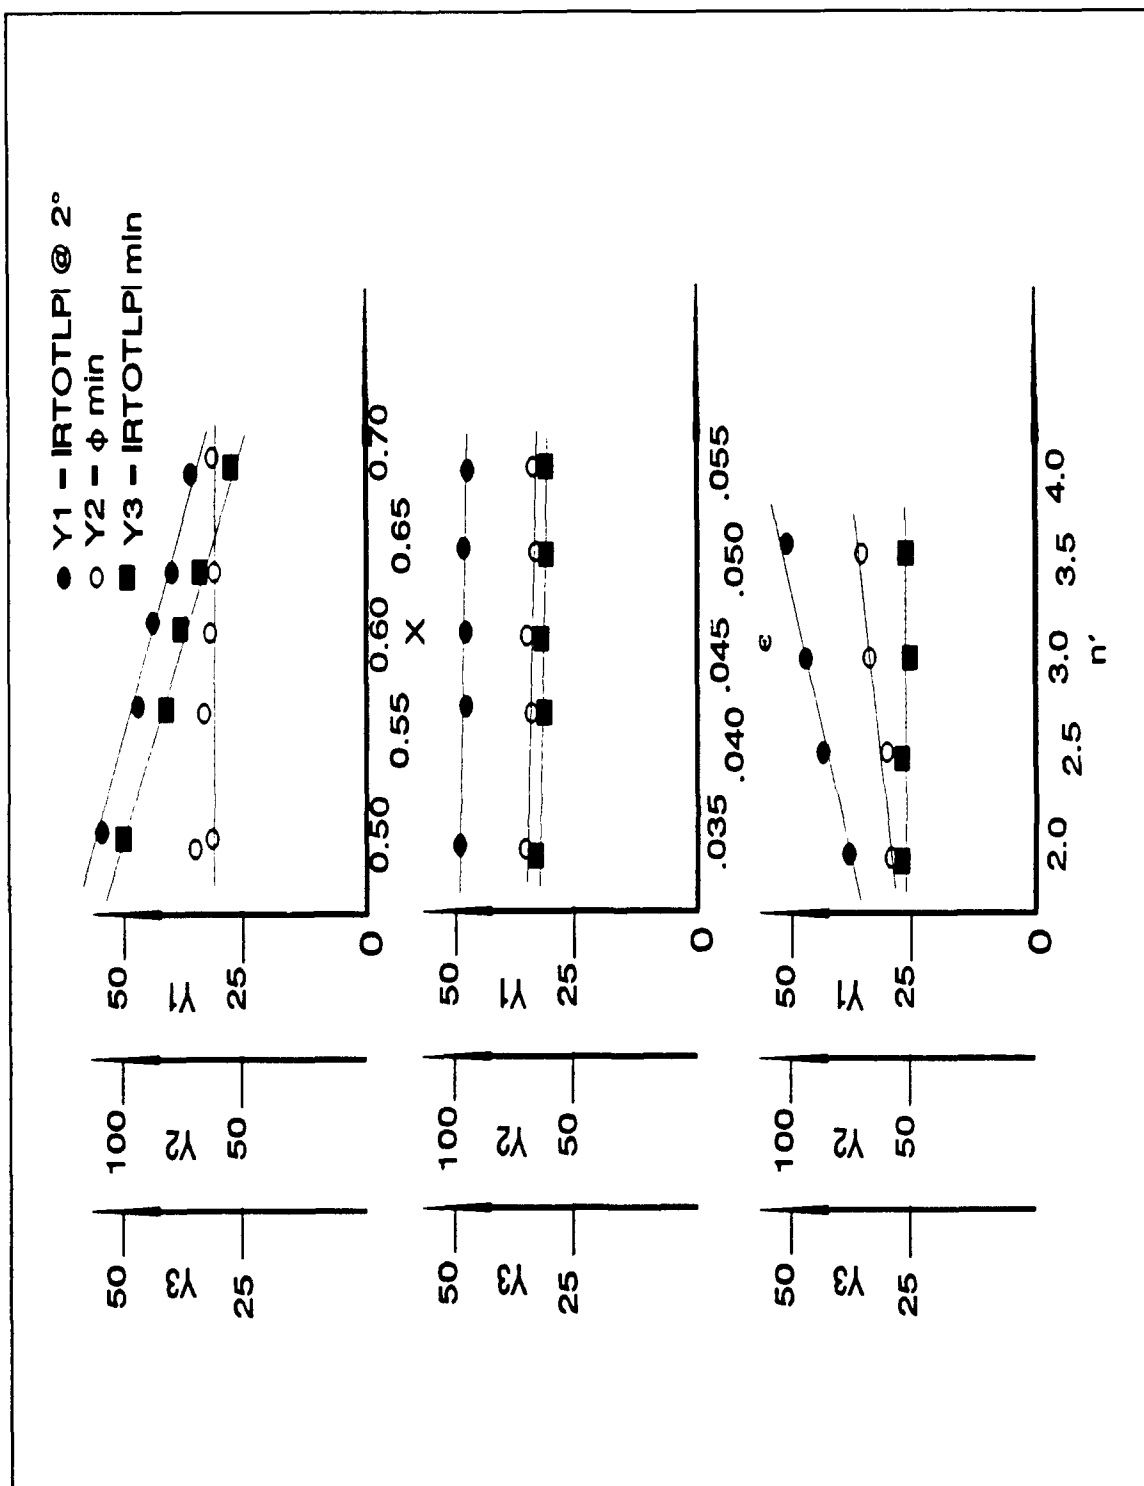 ● Y1 – |RTOTLP| @ 2°
○ Y2 – ϕ min
■ Y3 – |RTOTLP| min
50
Y3
25
100
Y2
50
50
Y1
25
0
0.50
0.55
0.60
0.65
0.70
X
50
Y3
25
100
Y2
50
50
Y1
25
0
.035
.040
.045
.050
.055
ϵ
50
Y3
25
100
Y2
50
50
Y1
25
0
2.0
2.5
3.0
3.5
4.0
n′